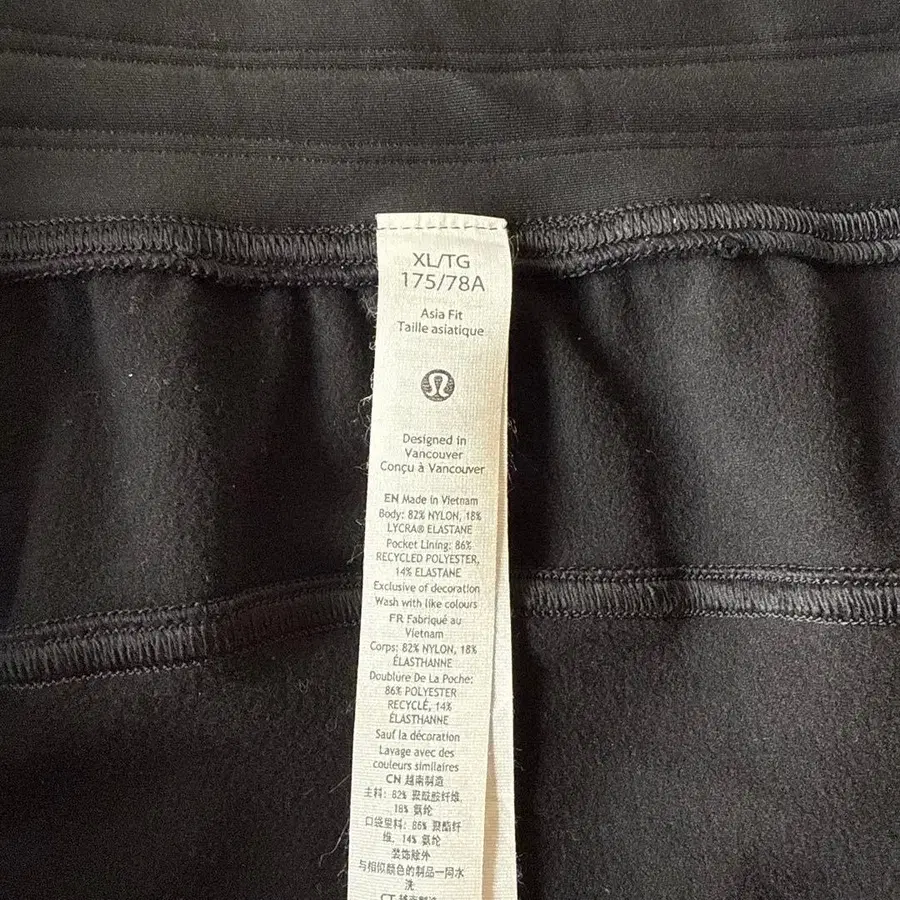 XL/TG
175/78A
Asia Fit
Taille asiatique
Designed in
Vancouver
Conçu à Vancouver
EN Made in Vietnam
Body: 82% NYLON, 18%
LYCRA® ELASTANE
Pocket Lining: 86%
RECYCLED POLYESTER,
14% ELASTANE
Exclusive of decoration
Wash with like colours
FR Fabriqué au
Vietnam
Corps: 82% NYLON, 18%
ÉLASTHANNE
Doublure De La Poche:
86% POLYESTER
RECYCLÉ, 14%
ÉLASTHANNE
Sauf la décoration
Lavage avec des
couleurs similaires
CN 越南制造
主料: 82% 聚酰胺纤维,
18% 氨纶
口袋里料: 86% 聚酯纤
维, 14% 氨纶
装饰除外
与相似颜色的制品一同水
洗
CT 越南製造